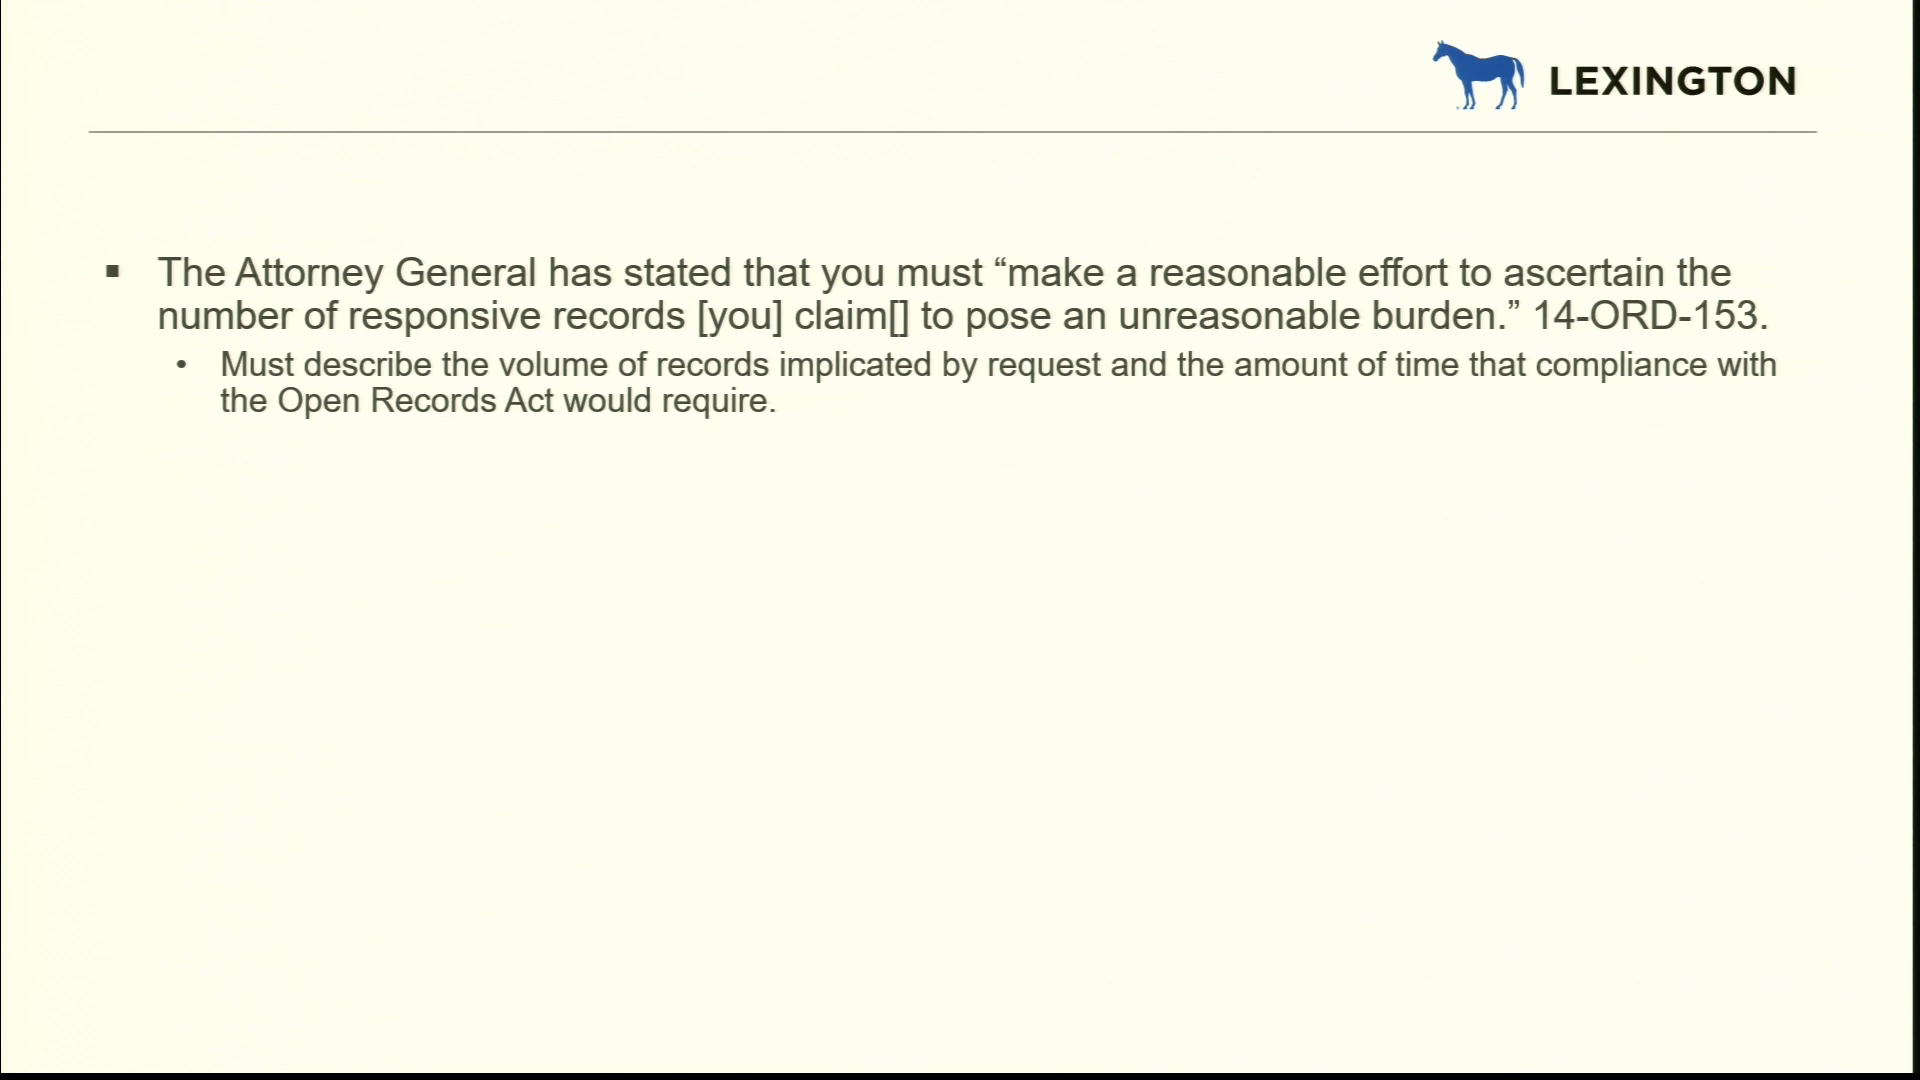 LEXINGTON
▪ The Attorney General has stated that you must “make a reasonable effort to ascertain the
number of responsive records [you] claim[] to pose an unreasonable burden.” 14-ORD-153.
• Must describe the volume of records implicated by request and the amount of time that compliance with
the Open Records Act would require.